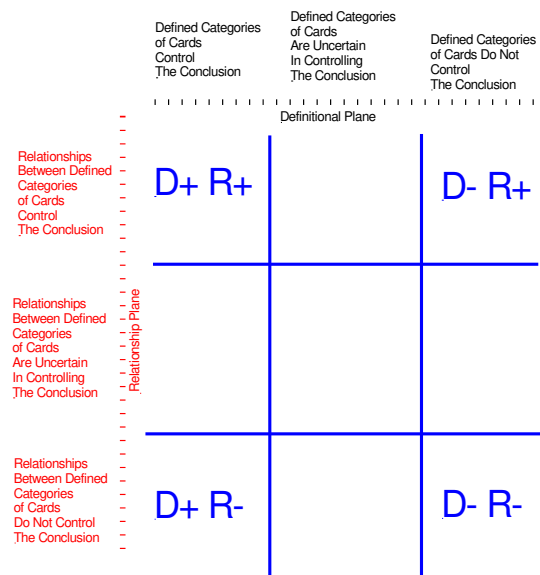 Defined Categories
of Cards
Control
The Conclusion
Defined Categories
of Cards
Are Uncertain
In Controlling
The Conclusion
Defined Categories
of Cards Do Not
Control
The Conclusion
Definitional Plane
Relationships
Between Defined
Categories
of Cards
Control
The Conclusion
D+ R+
D- R+
Relationships
Between Defined
Categories
of Cards
Are Uncertain
In Controlling
The Conclusion
Relationship Plane
Relationships
Between Defined
Categories
of Cards
Do Not Control
The Conclusion
D+ R-
D- R-